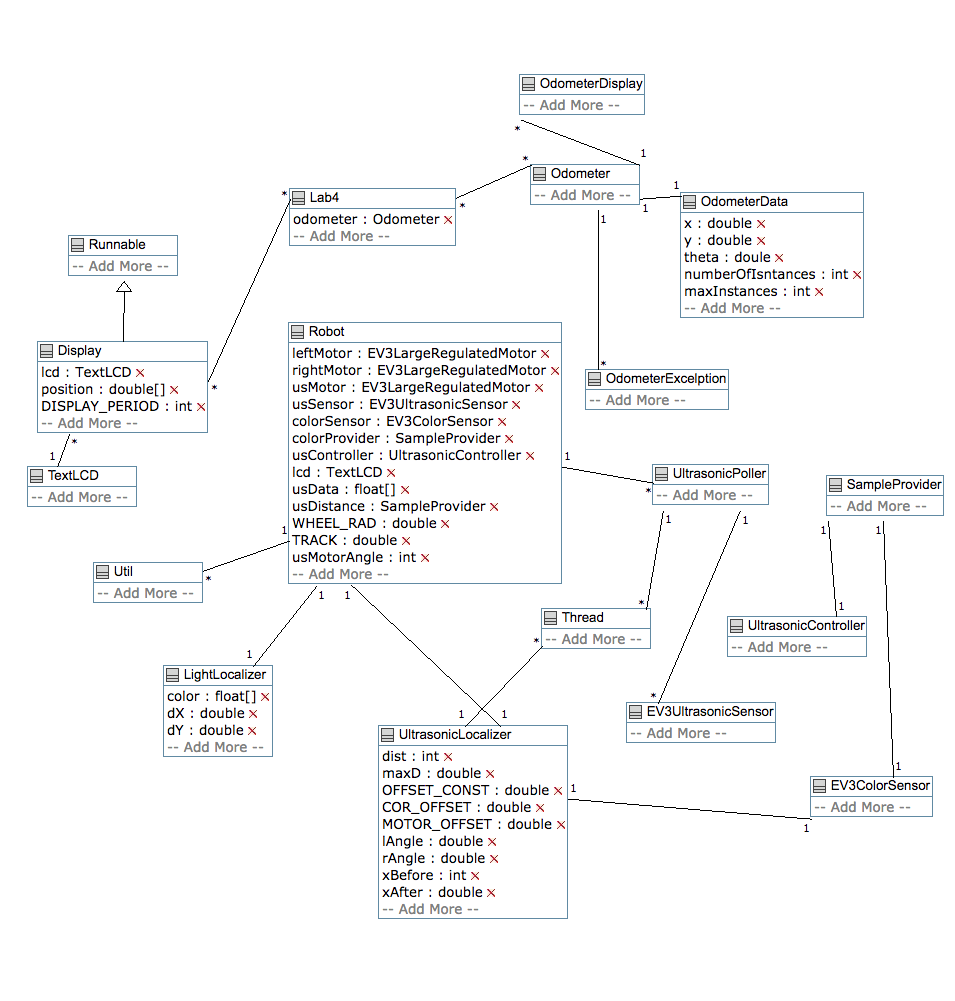 OdometerDisplay
-- Add More --
*
1
*
Odometer
-- Add More --
1
1
1
OdometerData
x : double
y : double
theta : doule
numberOfIsntances : int
maxInstances : int
-- Add More --
*
Lab4
odometer : Odometer
-- Add More --
*
Runnable
-- Add More --
Display
lcd : TextLCD
position : double[]
DISPLAY_PERIOD : int
-- Add More --
*
*
1
TextLCD
-- Add More --
Robot
leftMotor : EV3LargeRegulatedMotor
rightMotor : EV3LargeRegulatedMotor
usMotor : EV3LargeRegulatedMotor
usSensor : EV3UltrasonicSensor
colorSensor : EV3ColorSensor
colorProvider : SampleProvider
usController : UltrasonicController
lcd : TextLCD
usData : float[]
usDistance : SampleProvider
WHEEL_RAD : double
TRACK : double
usMotorAngle : int
-- Add More --
*
OdometerExcelption
-- Add More --
1
*
UltrasonicPoller
-- Add More --
1
1
SampleProvider
-- Add More --
1
1
1
*
Util
-- Add More --
1
1
*
*
Thread
-- Add More --
1
UltrasonicController
-- Add More --
1
LightLocalizer
color : float[]
dX : double
dY : double
-- Add More --
*
EV3UltrasonicSensor
-- Add More --
1
1
UltrasonicLocalizer
dist : int
maxD : double
OFFSET_CONST : double
COR_OFFSET : double
MOTOR_OFFSET : double
lAngle : double
rAngle : double
xBefore : int
xAfter : double
-- Add More --
1
1
1
EV3ColorSensor
-- Add More --